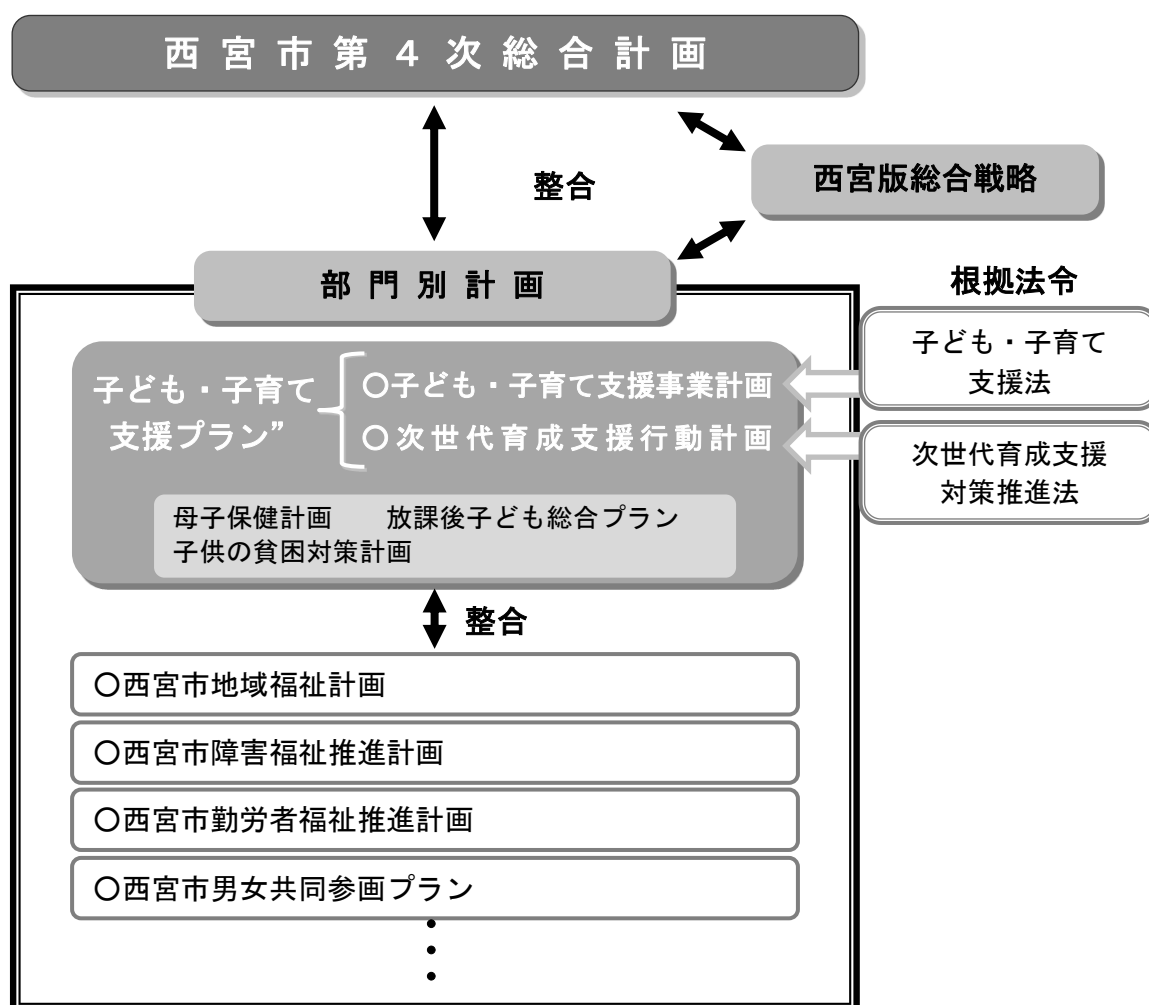 西宮市第４次総合計画
整合
西宮版総合戦略
部門別計画
根拠法令
子ども・子育て
支援法
次世代育成支援
対策推進法
子ども・子育て
支援プラン”
○子ども・子育て支援事業計画
○次世代育成支援行動計画
母子保健計画　　放課後子ども総合プラン
子供の貧困対策計画
整合
○西宮市地域福祉計画
○西宮市障害福祉推進計画
○西宮市勤労者福祉推進計画
○西宮市男女共同参画プラン